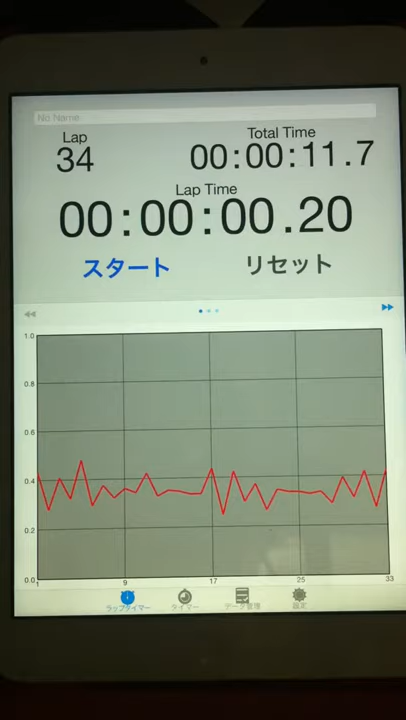 No Name
Lap
Total Time
34
00:00:11.7
Lap Time
00:00:00.20
スタート
リセット
1.0
0.8
0.6
0.4
0.2
0.0
1
9
17
25
33
ラップタイマー
タイマー
データ管理
設定